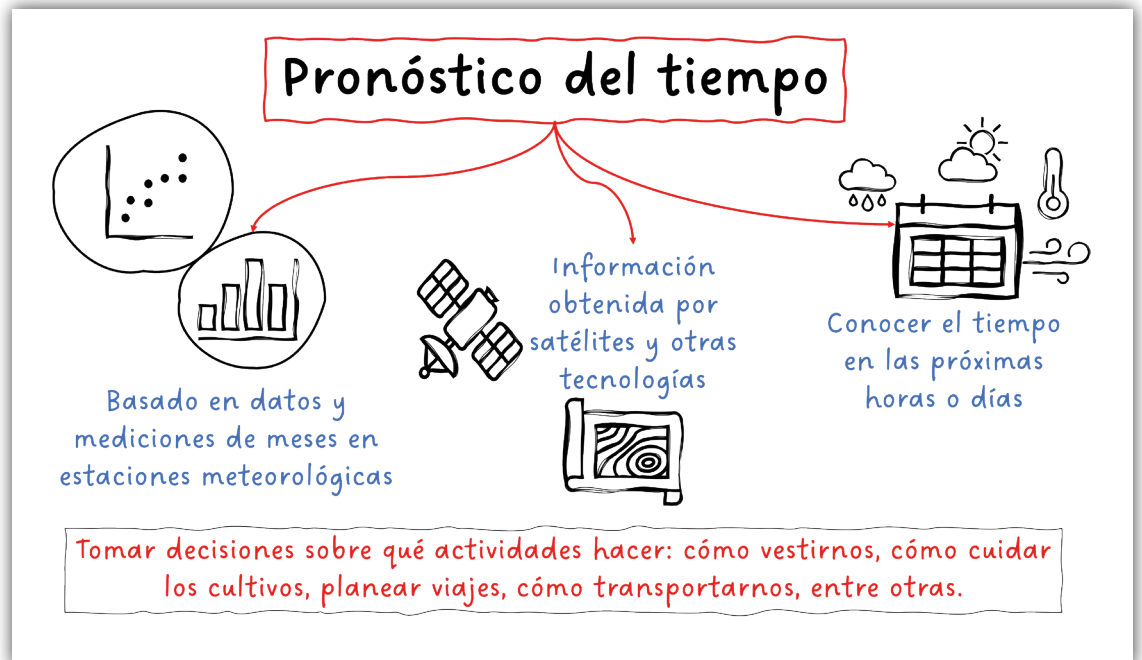 Pronóstico del tiempo
Basado en datos y
mediciones de meses en
estaciones meteorológicas
Información
obtenida por
satélites y otras
tecnologías
Conocer el tiempo
en las próximas
horas o días
Tomar decisiones sobre qué actividades hacer: cómo vestirnos, cómo cuidar
los cultivos, planear viajes, cómo transportarnos, entre otras.